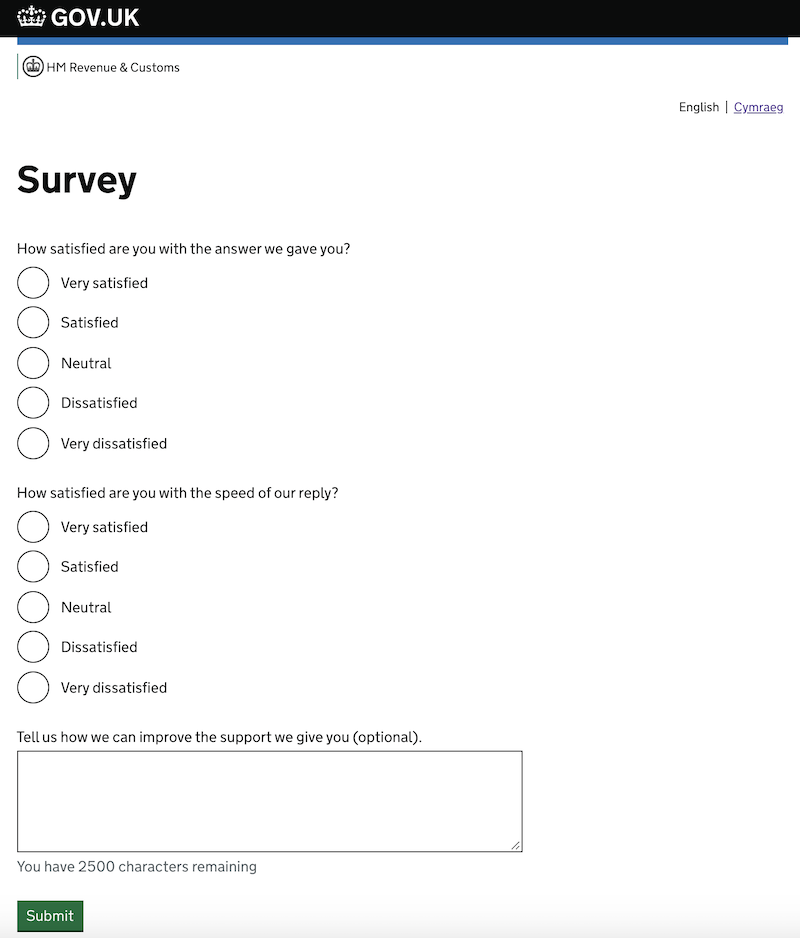 GOV.UK
HM Revenue & Customs
English | Cymraeg
Survey
How satisfied are you with the answer we gave you?
Very satisfied
Satisfied
Neutral
Dissatisfied
Very dissatisfied
How satisfied are you with the speed of our reply?
Very satisfied
Satisfied
Neutral
Dissatisfied
Very dissatisfied
Tell us how we can improve the support we give you (optional).
You have 2500 characters remaining
Submit